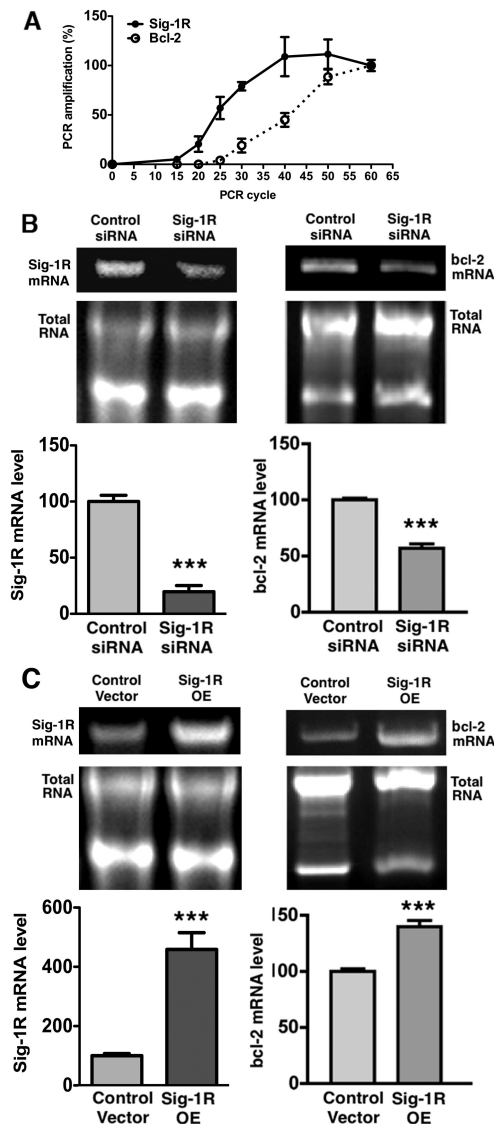 A
Sig-1R
Bcl-2
PCR amplification (%)
150
100
50
0
0 5 10 15 20 25 30 35 40 45 50 55 60 65
PCR cycle
B
Control siRNA
Sig-1R siRNA
Sig-1R mRNA
Total RNA
Control siRNA
Sig-1R siRNA
bcl-2 mRNA
Total RNA
Sig-1R mRNA level
150
100
50
0
***
Control siRNA
Sig-1R siRNA
bcl-2 mRNA level
150
100
50
0
***
Control siRNA
Sig-1R siRNA
C
Control Vector
Sig-1R OE
Sig-1R mRNA
Total RNA
Control Vector
Sig-1R OE
bcl-2 mRNA
Total RNA
Sig-1R mRNA level
600
400
200
0
***
Control Vector
Sig-1R OE
bcl-2 mRNA level
150
100
50
0
***
Control Vector
Sig-1R OE